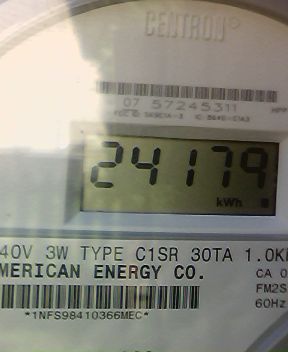 CENTRON
07 57245311
24179
kWh
40V 3W TYPE C1SR 30TA 1.0K
MERICAN ENERGY CO.
CA 0
FM2S
60Hz
*1NFS98410366MEC*